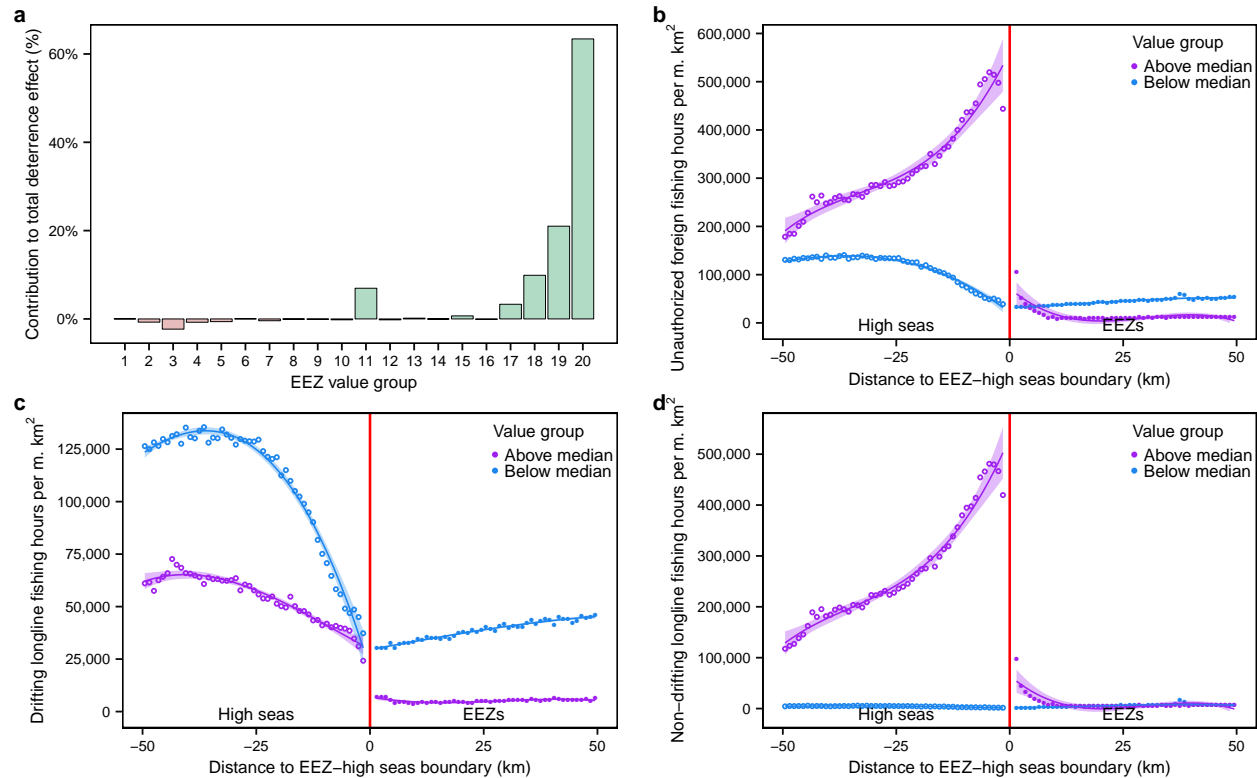 a
Contribution to total deterrence effect (%)
60%
40%
20%
0%
1 2 3 4 5 6 7 8 9 10 11 12 13 14 15 16 17 18 19 20
EEZ value group
b
Unauthorized foreign fishing hours per m. km²
600,000
500,000
400,000
300,000
200,000
100,000
0
Value group
Above median
Below median
High seas
EEZs
−50 −25 0 25 50
Distance to EEZ−high seas boundary (km)
c
Drifting longline fishing hours per m. km²
125,000
100,000
75,000
50,000
25,000
0
Value group
Above median
Below median
High seas
EEZs
−50 −25 0 25 50
Distance to EEZ−high seas boundary (km)
d
Non−drifting longline fishing hours per m. km²
500,000
400,000
300,000
200,000
100,000
0
Value group
Above median
Below median
High seas
EEZs
−50 −25 0 25 50
Distance to EEZ−high seas boundary (km)